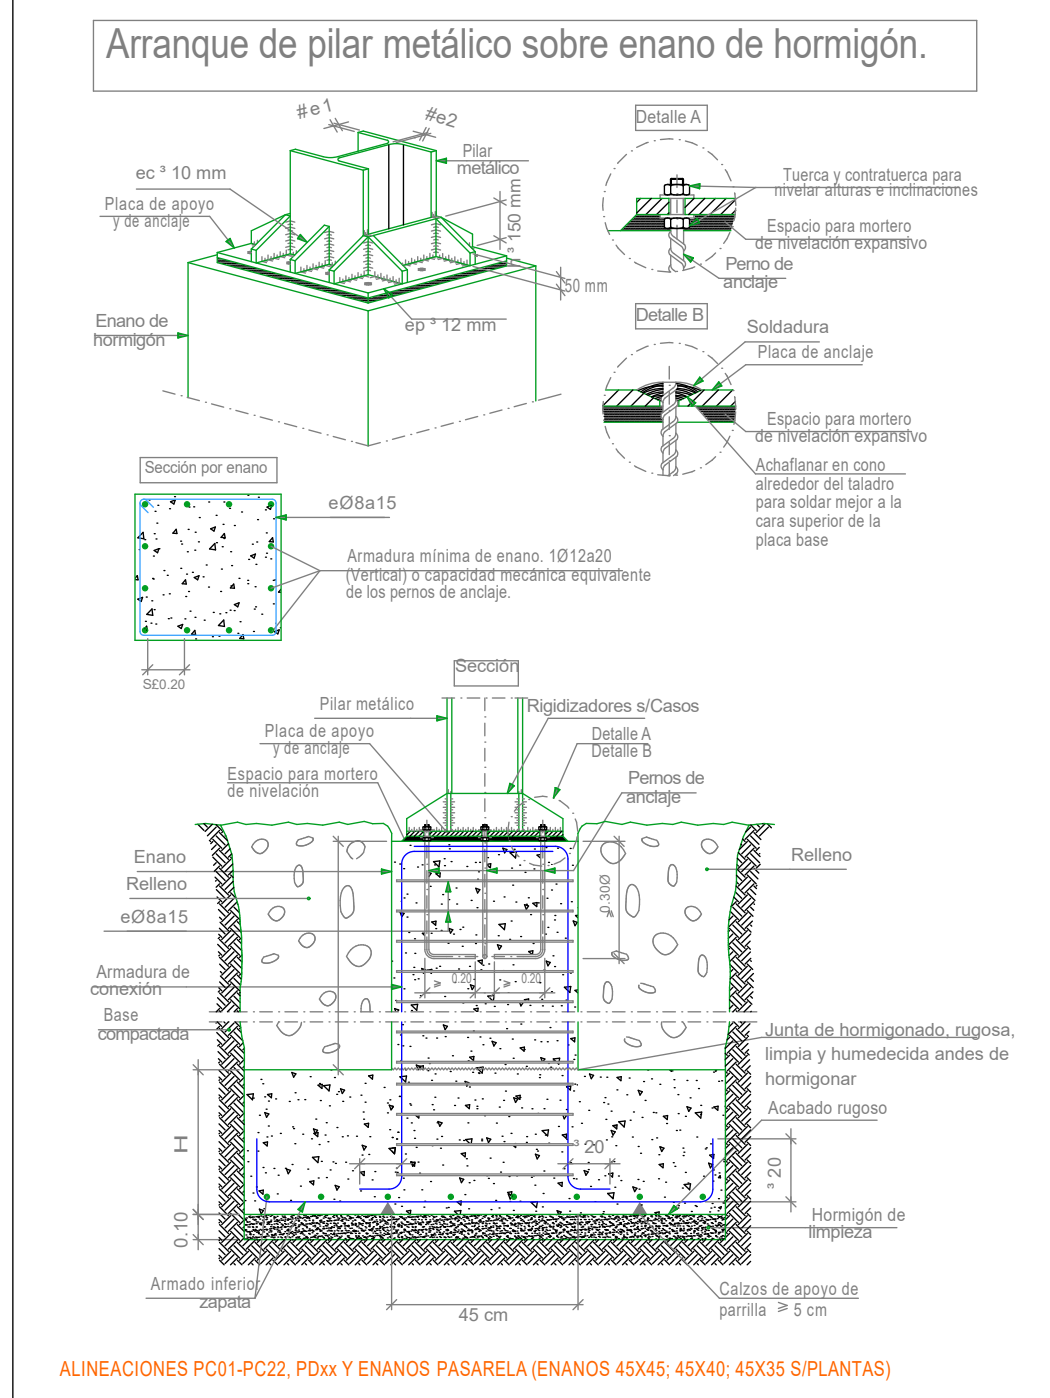 Arranque de pilar metálico sobre enano de hormigón.
#e1
#e2
Pilar
metálico
ec ³ 10 mm
Placa de apoyo
y de anclaje
³ 150 mm
50 mm
ep ³ 12 mm
Enano de
hormigón
Detalle A
Tuerca y contratuerca para
nivelar alturas e inclinaciones
Espacio para mortero
de nivelación expansivo
Perno de
anclaje
Detalle B
Soldadura
Placa de anclaje
Espacio para mortero
de nivelación expansivo
Achaflanar en cono
alrededor del taladro
para soldar mejor a la
cara superior de la
placa base
Sección por enano
eØ8a15
Armadura mínima de enano. 1Ø12a20
(Vertical) o capacidad mecánica equivalente
de los pernos de anclaje.
S£0.20
Sección
Pilar metálico
Placa de apoyo
y de anclaje
Espacio para mortero
de nivelación
Rigidizadores s/Casos
Detalle A
Detalle B
Pernos de
anclaje
Enano
Relleno
eØ8a15
Armadura de
conexión
Base
compactada
Relleno
≥ 0.30Ø
≥ 0.20
≥ 0.20
Junta de hormigonado, rugosa,
limpia y humedecida andes de
hormigonar
Acabado rugoso
³ 20
³ 20
H
0.10
Hormigón de
limpieza
Armado inferior
zapata
45 cm
Calzos de apoyo de
parrilla ≥ 5 cm
ALINEACIONES PC01-PC22, PDxx Y ENANOS PASARELA (ENANOS 45X45; 45X40; 45X35 S/PLANTAS)